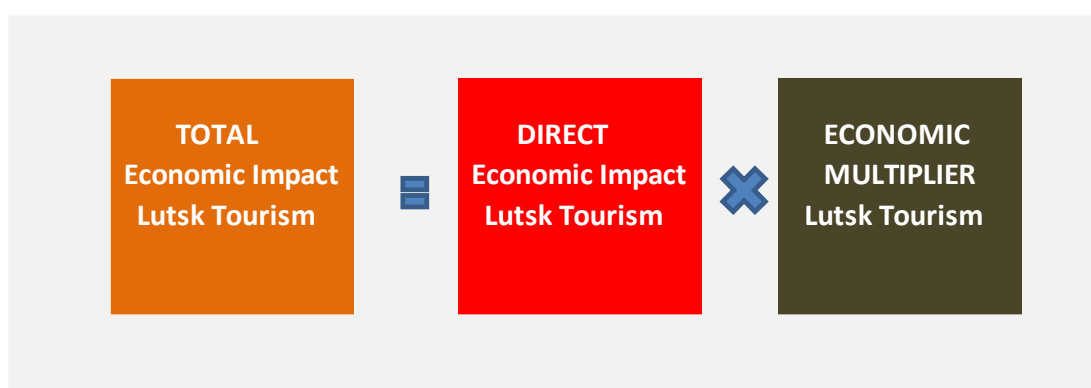 TOTAL
Economic Impact
Lutsk Tourism
DIRECT
Economic Impact
Lutsk Tourism
ECONOMIC
MULTIPLIER
Lutsk Tourism